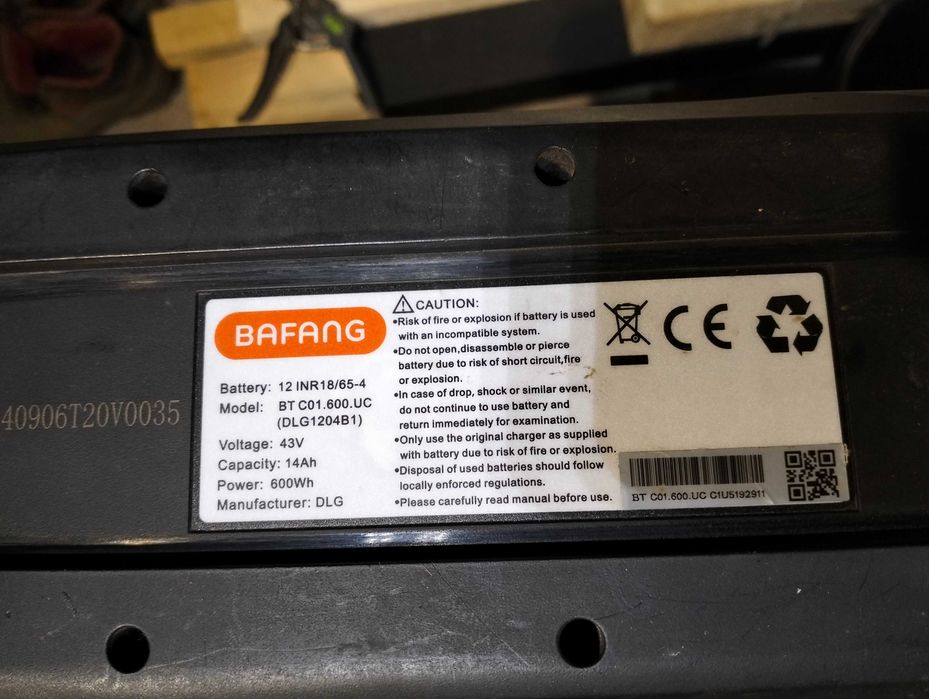 40906T20V0035
BAFANG
Battery: 12 INR18/65-4
Model: BT C01.600.UC
(DLG1204B1)
Voltage: 43V
Capacity: 14Ah
Power: 600Wh
Manufacturer: DLG
CAUTION:
•Risk of fire or explosion if battery is used
with an incompatible system.
•Do not open,disassemble or pierce
battery due to risk of short circuit,fire
or explosion.
•In case of drop, shock or similar event,
do not continue to use battery and
return immediately for examination.
•Only use the original charger as supplied
with battery due to risk of fire or explosion.
•Disposal of used batteries should follow
locally enforced regulations.
•Please carefully read manual before use.
CE
BT C01.600.UC C1U5192911